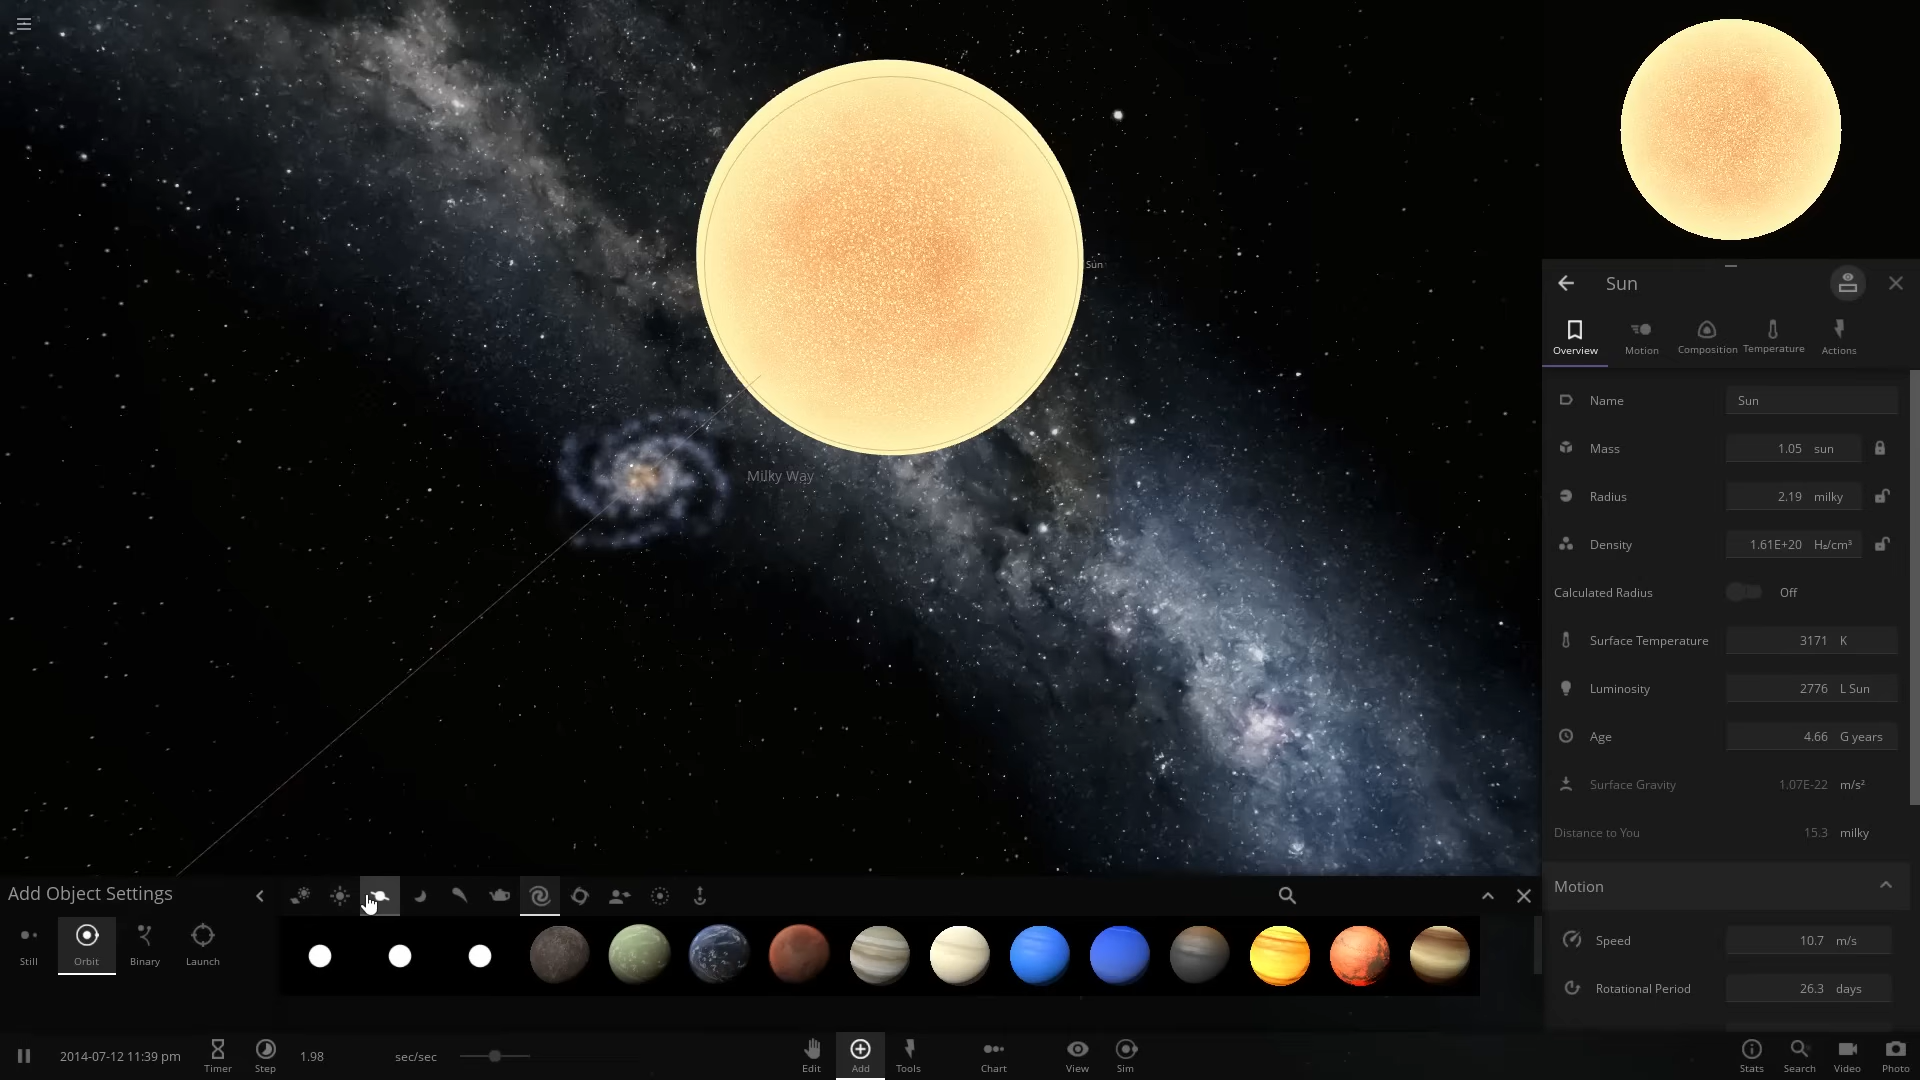 Sun
Milky Way
Sun
Overview
Motion
Composition
Temperature
Actions
Name Sun
Mass 1.05 sun
Radius 2.19 milky
Density 1.61E+20 H₂/cm³
Calculated Radius Off
Surface Temperature 3171 K
Luminosity 2776 L Sun
Age 4.66 G years
Surface Gravity 1.07E-22 m/s²
Distance to You 15.3 milky
Motion
Speed 10.7 m/s
Rotational Period 26.3 days
Add Object Settings
Still
Orbit
Binary
Launch
2014-07-12 11:39 pm
Timer
Step
1.98 sec/sec
Edit
Add
Tools
Chart
View
Sim
Stats
Search
Video
Photo